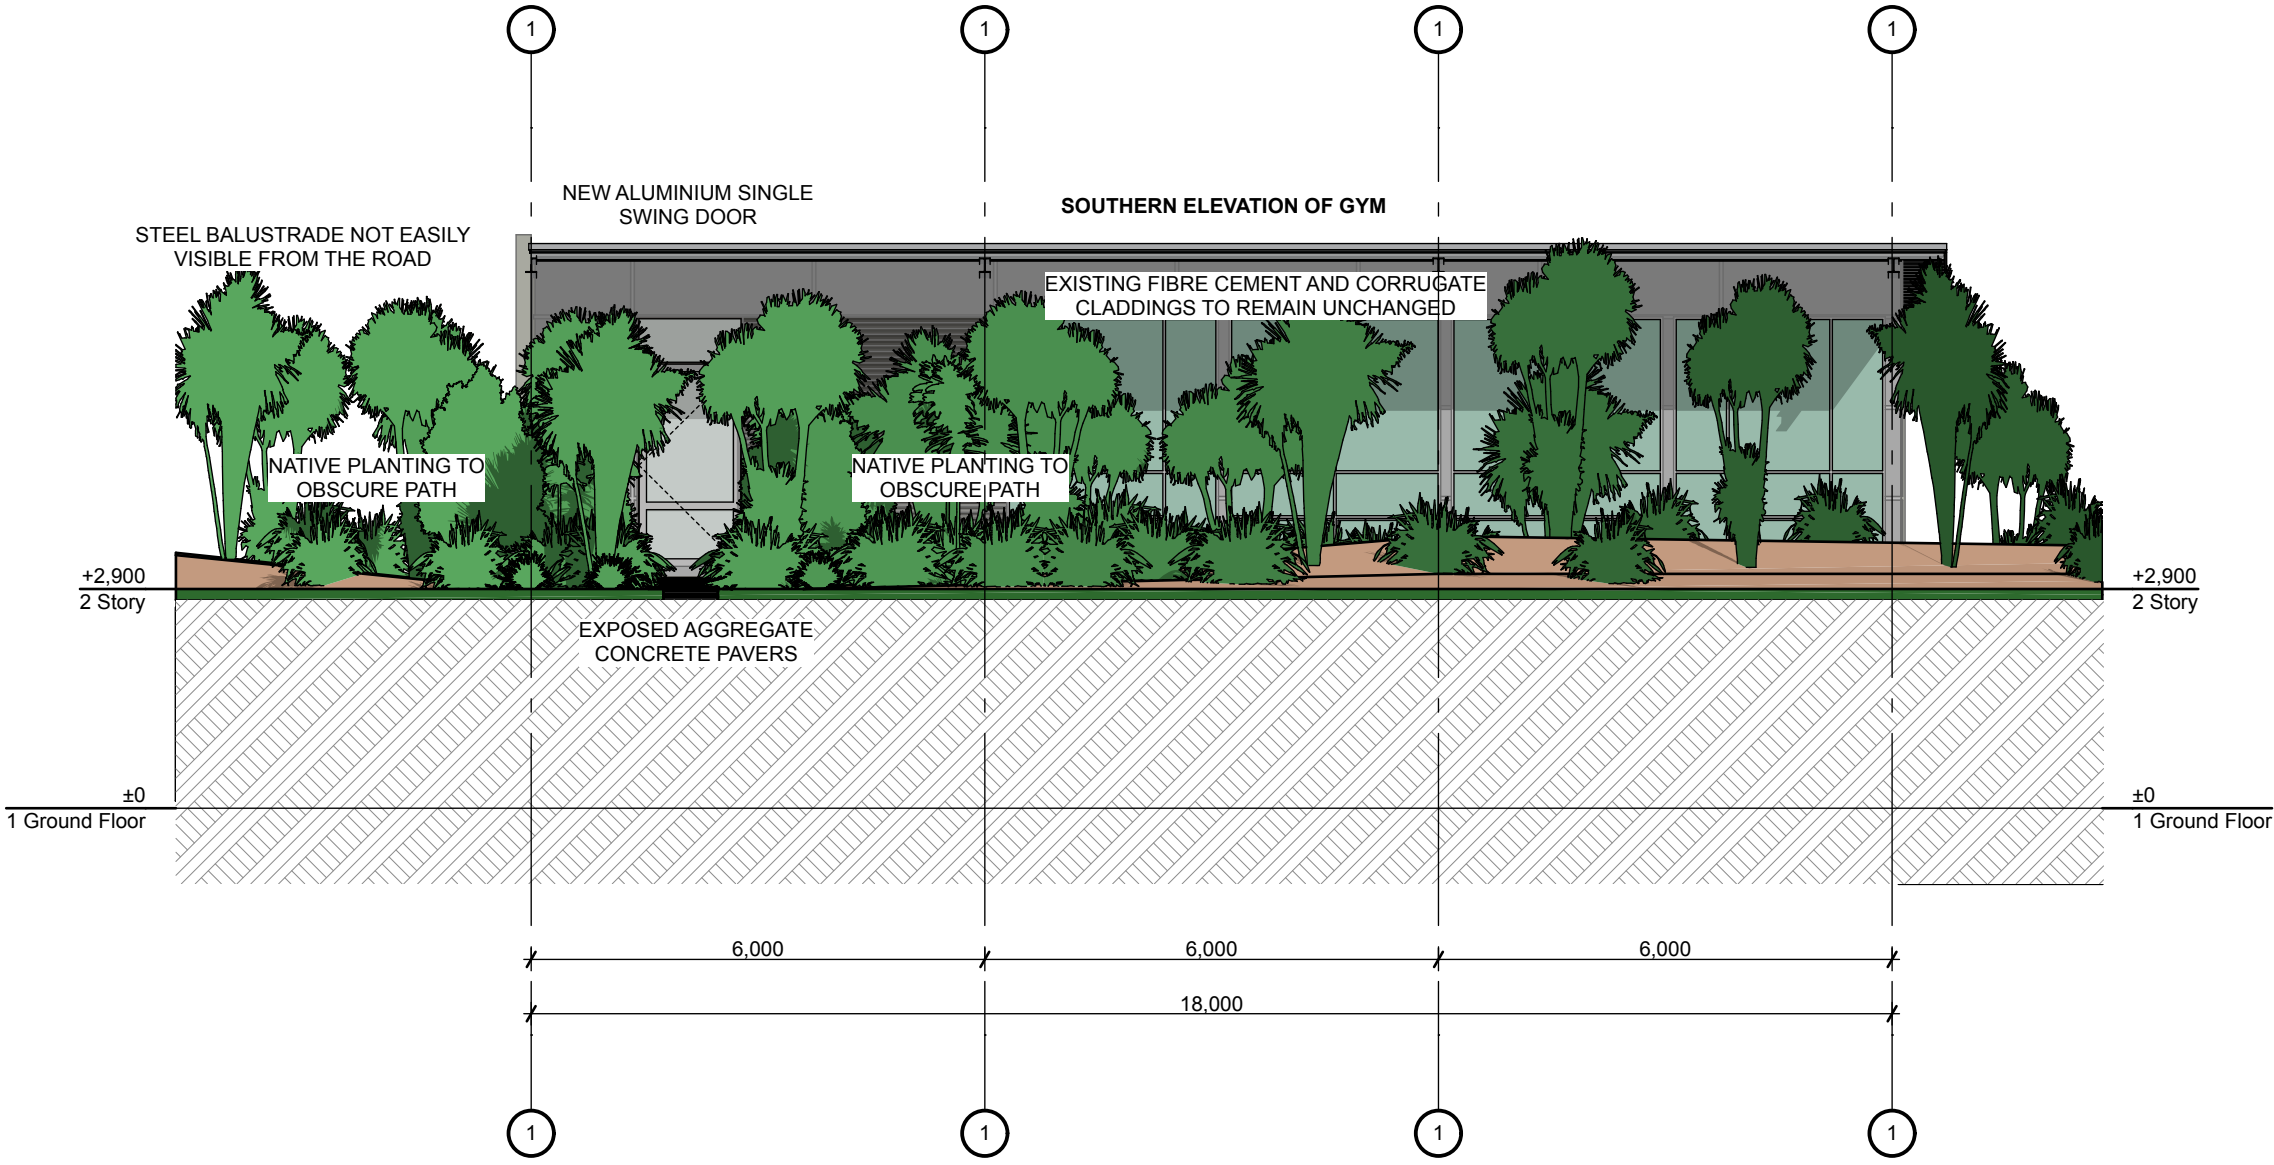 1
1
1
1
NEW ALUMINIUM SINGLE
SWING DOOR
SOUTHERN ELEVATION OF GYM
STEEL BALUSTRADE NOT EASILY
VISIBLE FROM THE ROAD
EXISTING FIBRE CEMENT AND CORRUGATE
CLADDINGS TO REMAIN UNCHANGED
NATIVE PLANTING TO
OBSCURE PATH
NATIVE PLANTING TO
OBSCURE PATH
+2,900
2 Story
+2,900
2 Story
EXPOSED AGGREGATE
CONCRETE PAVERS
±0
1 Ground Floor
±0
1 Ground Floor
6,000
6,000
6,000
18,000
1
1
1
1